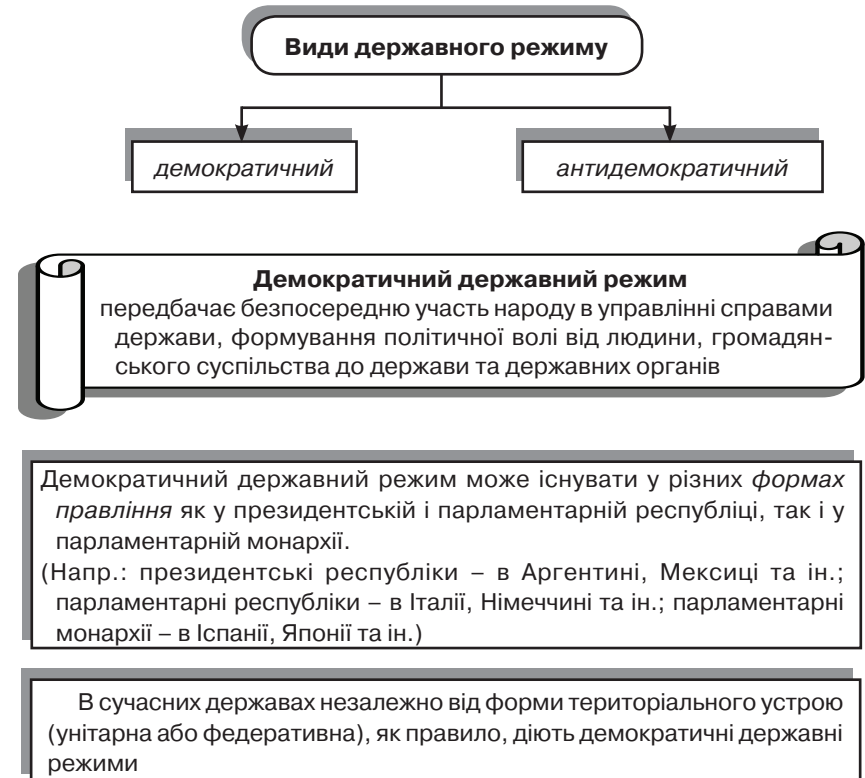 Види державного режиму
демократичний
антидемократичний
Демократичний державний режим
передбачає безпосередню участь народу в управлінні справами
держави, формування політичної волі від людини, громадян-
ського суспільства до держави та державних органів
Демократичний державний режим може існувати у різних формах
правління як у президентській і парламентарній республіці, так і у
парламентарній монархії.
(Напр.: президентські республіки – в Аргентині, Мексиці та ін.;
парламентарні республіки – в Італії, Німеччині та ін.; парламентарні
монархії – в Іспанії, Японії та ін.)
В сучасних державах незалежно від форми територіального устрою
(унітарна або федеративна), як правило, діють демократичні державні
режими